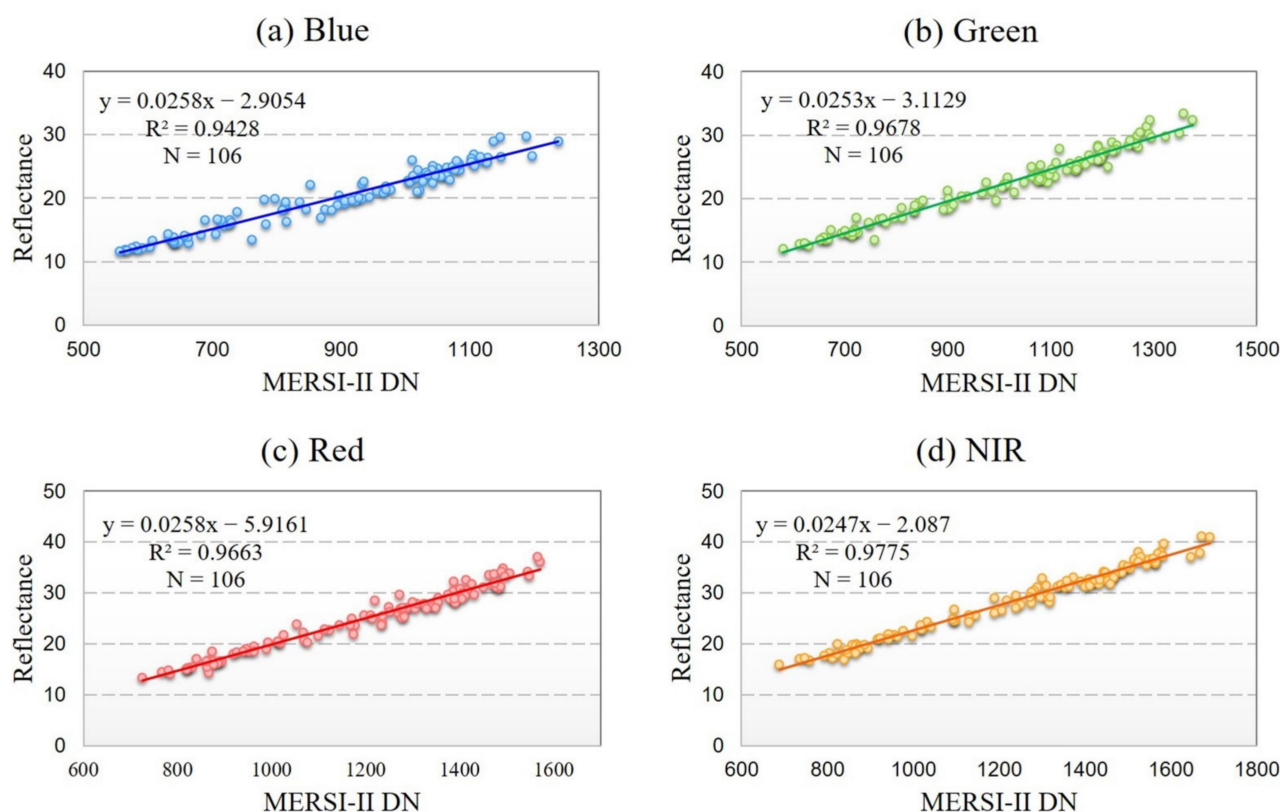 (a) Blue
40
30
20
10
0
Reflectance
y = 0.0258x − 2.9054
R² = 0.9428
N = 106
500 700 900 1100 1300
MERSI-II DN
(b) Green
40
30
20
10
0
Reflectance
y = 0.0253x − 3.1129
R² = 0.9678
N = 106
500 700 900 1100 1300 1500
MERSI-II DN
(c) Red
50
40
30
20
10
0
Reflectance
y = 0.0258x − 5.9161
R² = 0.9663
N = 106
600 800 1000 1200 1400 1600
MERSI-II DN
(d) NIR
50
40
30
20
10
0
Reflectance
y = 0.0247x − 2.087
R² = 0.9775
N = 106
600 800 1000 1200 1400 1600 1800
MERSI-II DN